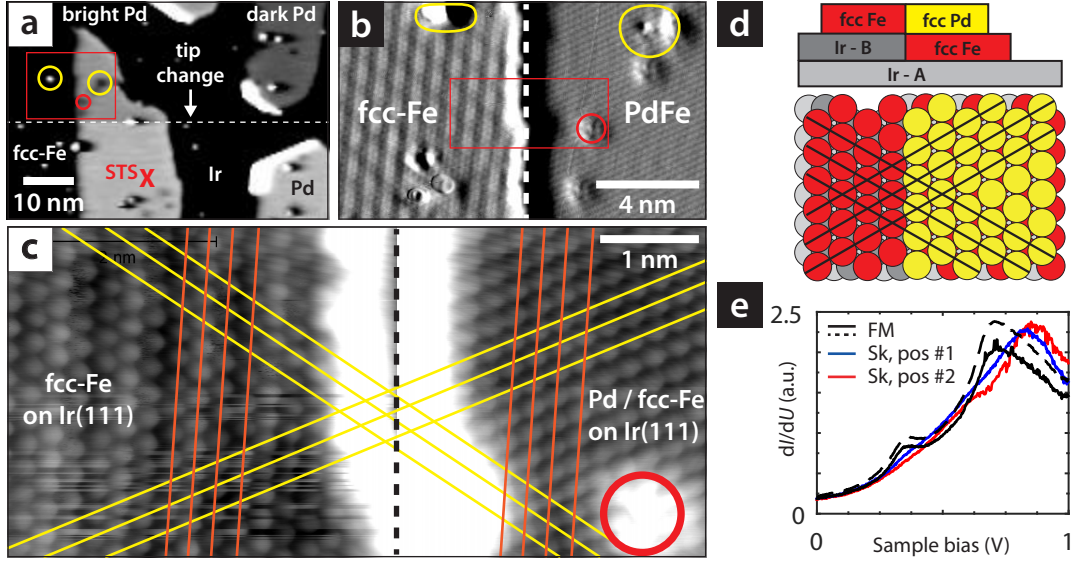 a
bright Pd
dark Pd
tip
change
fcc-Fe
Ir
STS X
Pd
10 nm
b
fcc-Fe
PdFe
4 nm
c
nm
1 nm
fcc-Fe
on Ir(111)
Pd / fcc-Fe
on Ir(111)
d
fcc Fe
fcc Pd
Ir - B
fcc Fe
Ir - A
e
2.5
FM
Sk, pos #1
Sk, pos #2
dI/dU (a.u.)
0
0
Sample bias (V)
1